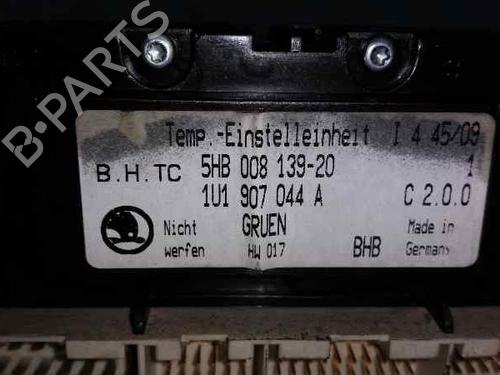 B-PARTS
Temp.-Einstelleinheit I 4 45/09
B.H.TC 5HB 008 139-20 1
1U1 907 044 A C 2.0.0
Nicht GRUEN Made in
werfen HW 017 BHB Germany